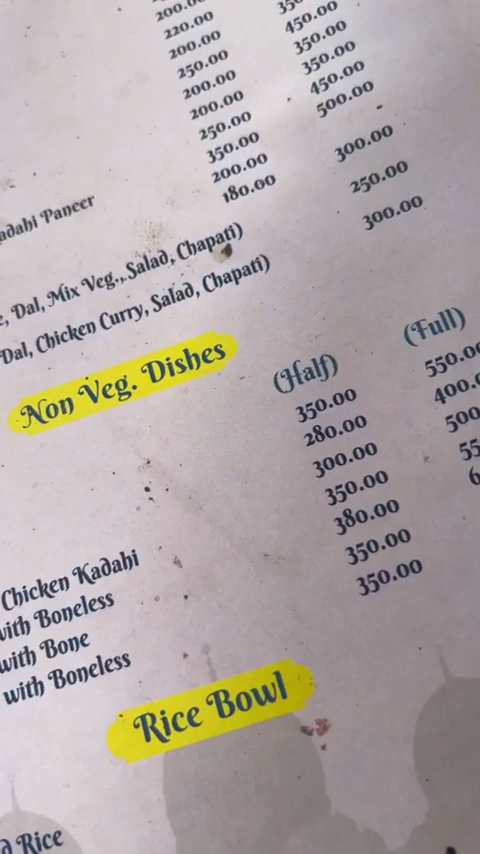 200.00
220.00
200.00 450.00
250.00 350.00
200.00 350.00
200.00 450.00
250.00 500.00
350.00 -
200.00 300.00
180.00 250.00
300.00
Paneer
Dal, Mix Veg., Salad, Chapati)
Dal, Chicken Curry, Salad, Chapati)
Non Veg. Dishes (Half) (Full)
350.00
280.00
300.00
350.00
380.00
350.00
350.00
Chicken Kadahi
with Boneless
with Bone
with Boneless
Rice Bowl
Rice